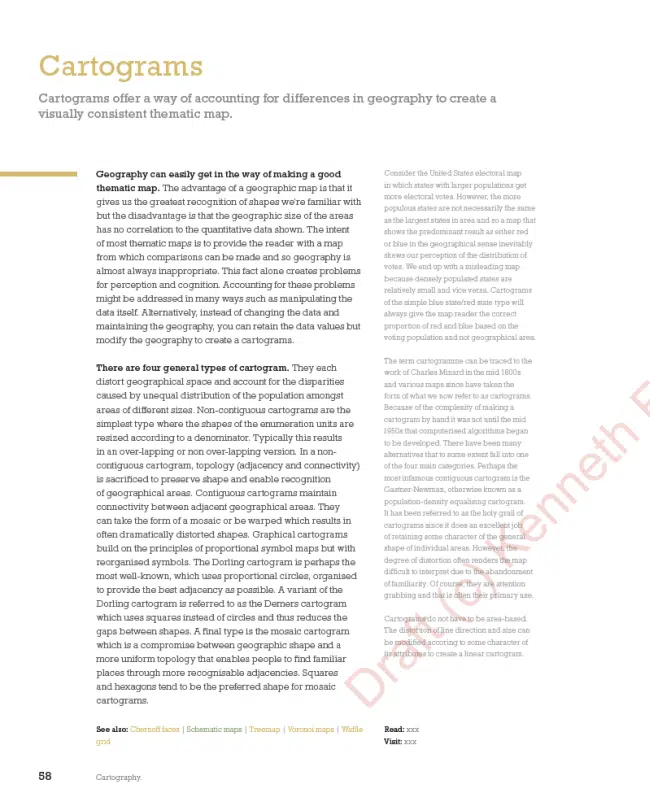 Cartograms
Cartograms offer a way of accounting for differences in geography to create a
visually consistent thematic map.
Geography can easily get in the way of making a good
thematic map. The advantage of a geographic map is that it
gives us the greatest recognition of shapes we're familiar with
but the disadvantage is that the geographic size of the areas
has no correlation to the quantitative data shown. The intent
of most thematic maps is to provide the reader with a map
from which comparisons can be made and so geography is
almost always inappropriate. This fact alone creates problems
for perception and cognition. Accounting for these problems
might be addressed in many ways such as manipulating the
data itself. Alternatively, instead of changing the data and
maintaining the geography, you can retain the data values but
modify the geography to create a cartograms.
There are four general types of cartogram. They each
distort geographical space and account for the disparities
caused by unequal distribution of the population amongst
areas of different sizes. Non-contiguous cartograms are the
simplest type where the shapes of the enumeration units are
resized according to a denominator. Typically this results
in an over-lapping or non over-lapping version. In a non-
contiguous cartogram, topology (adjacency and connectivity)
is sacrificed to preserve shape and enable recognition
of geographical areas. Contiguous cartograms maintain
connectivity between adjacent geographical areas. They
can take the form of a mosaic or be warped which results in
often dramatically distorted shapes. Graphical cartograms
build on the principles of proportional symbol maps but with
reorganised symbols. The Dorling cartogram is perhaps the
most well-known, which uses proportional circles, organised
to provide the best adjacency as possible. A variant of the
Dorling cartogram is referred to as the Demers cartogram
which uses squares instead of circles and thus reduces the
gaps between shapes. A final type is the mosaic cartogram
which is a compromise between geographic shape and a
more uniform topology that enables people to find familiar
places through more recognisable adjacencies. Squares
and hexagons tend to be the preferred shape for mosaic
cartograms.
See also: Chernoff faces | Schematic maps | Treemap | Voronoi maps | Waffle
grid
Consider the United States electoral map
in which states with larger populations get
more electoral votes. However, the more
populous states are not necessarily the same
as the largest states in area and so a map that
shows the predominant result as either red
or blue in the geographical sense inevitably
skews our perception of the distribution of
votes. We end up with a misleading map
because densely populated states are
relatively small and vice versa. Cartograms
of the simple blue state/red state type will
always give the map reader the correct
proportion of red and blue based on the
voting population and not geographical area.
The term cartogramme can be traced to the
work of Charles Minard in the mid 1800s
and various maps since have taken the
form of what we now refer to as cartograms.
Because of the complexity of making a
cartogram by hand it was not until the mid
1950s that computerised algorithms began
to be developed. There have been many
alternatives that to some extent fall into one
of the four main categories. Perhaps the
most infamous contiguous cartogram is the
Gastner-Newman, otherwise known as a
population-density equalising cartogram.
It has been referred to as the holy grail of
cartograms since it does an excellent job
of retaining some character of the general
shape of individual areas. However, the
degree of distortion often renders the map
difficult to interpret due to the abandonment
of familiarity. Of course, they are attention
grabbing and that is often their primary use.
Cartograms do not have to be area-based.
The distortion of line direction and size can
be modified accoring to some character of
its attributes to create a linear cartogram.
Read: xxx
Visit: xxx
Draft (c) Kenneth
58
Cartography.